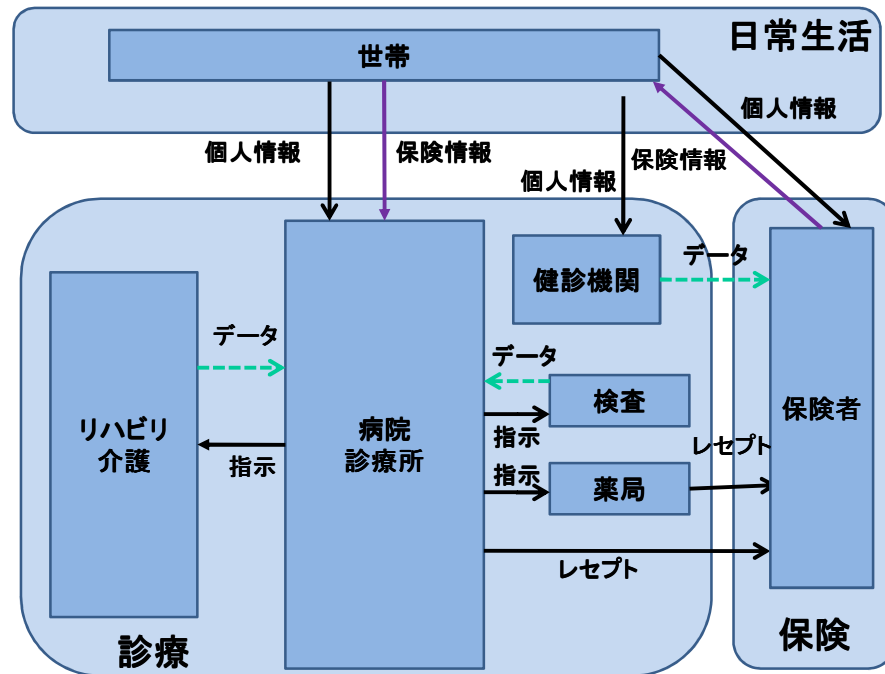 日常生活
世帯
個人情報
個人情報
保険情報
保険情報
個人情報
健診機関
データ
データ
データ
検査
保険者
リハビリ
介護
病院
診療所
指示
指示
レセプト
指示
薬局
レセプト
診療
保険